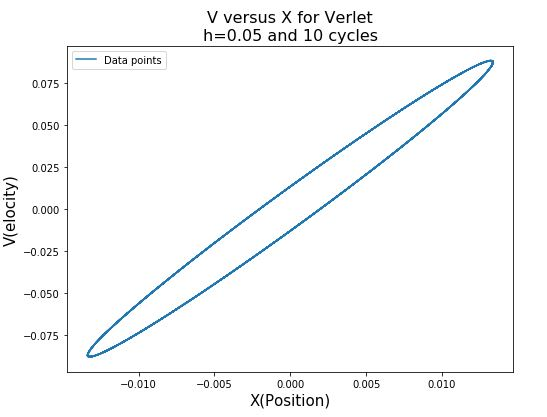 V versus X for Verlet
h=0.05 and 10 cycles
Data points
0.075
0.050
0.025
0.000
−0.025
−0.050
−0.075
V(elocity)
−0.010
−0.005
0.000
0.005
0.010
X(Position)